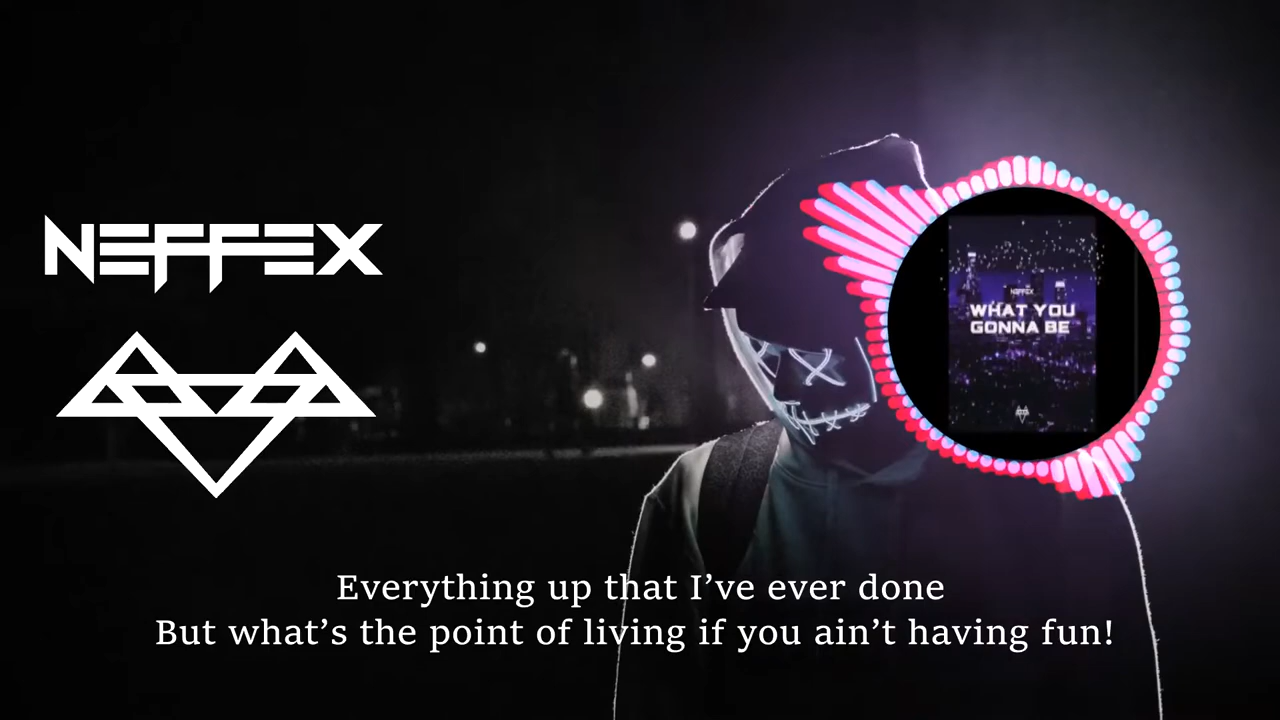 NEFFEX
NEFFEX
WHAT YOU
GONNA BE
Everything up that I’ve ever done
But what’s the point of living if you ain’t having fun!